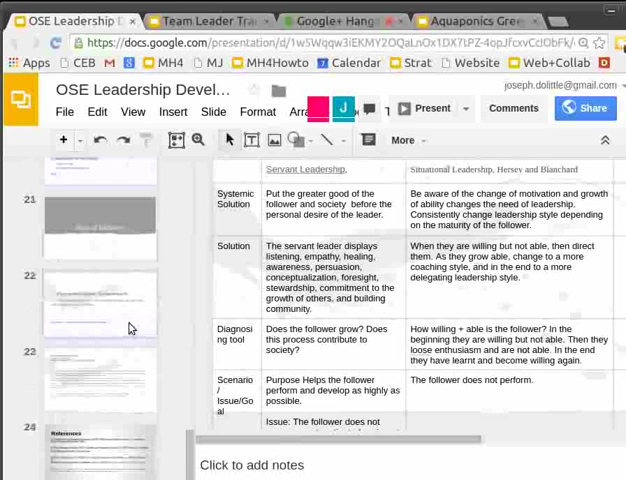 OSE Leadership D
Team Leader Tra
Google+ Hang
Aquaponics Gre
https://docs.google.com/presentation/d/1w5Wqqw3iEKMY2OQaLnOx1DX7tPZ-4opJfcxvCcJObFk/
Apps CEB MJ MH4 MJ MH4Howto 7 Calendar Strat Website Web+Collab
joseph.dolittle@gmail.com
OSE Leadership Devel...
File Edit View Insert Slide Format Arra T
J
Present
Comments
Share
More
21
22
22
24
References
Servant Leadership,
Situational Leadership, Hersey and Blanchard
Systemic
Solution
Put the greater good of the
follower and society before the
personal desire of the leader.
Be aware of the change of motivation and growth
of ability changes the need of leadership.
Consistently change leadership style depending
on the maturity of the follower.
Solution
The servant leader displays
listening, empathy, healing,
awareness, persuasion,
conceptualization, foresight,
stewardship, commitment to the
growth of others, and building
community.
When they are willing but not able, then direct
them. As they grow able, change to a more
coaching style, and in the end to a more
delegating leadership style.
Diagnosi
ng tool
Does the follower grow? Does
this process contribute to
society?
How willing + able is the follower? In the
beginning they are willing but not able. Then they
loose enthusiasm and are not able. In the end
they have learnt and become willing again.
Scenario
/
Issue/Go
al
Purpose Helps the follower
perform and develop as highly as
possible.
Issue: The follower does not
The follower does not perform.
Click to add notes